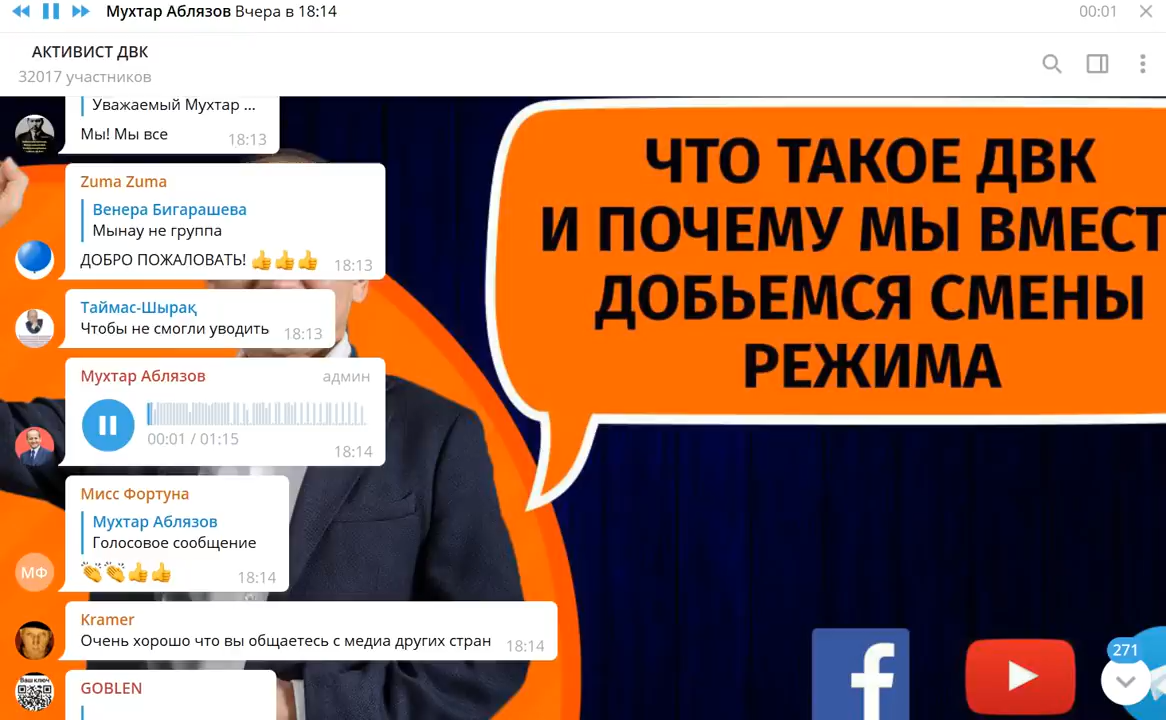 Мухтар Аблязов Вчера в 18:14
00:01
АКТИВИСТ ДВК
32017 участников
Уважаемый Мухтар ...
Мы! Мы все
18:13
Zuma Zuma
Венера Бигарашева
Мынау не группа
ДОБРО ПОЖАЛОВАТЬ! 👍👍👍
18:13
Таймас-Шырақ
Чтобы не смогли уводить
18:13
Мухтар Аблязов
админ
00:01 / 01:15
18:14
МФ
Мисс Фортуна
Мухтар Аблязов
Голосовое сообщение
👏👏👍👍
18:14
Kramer
Очень хорошо что вы общаетесь с медиа других стран
18:14
Ваш ключ
GOBLEN
ЧТО ТАКОЕ ДВК
И ПОЧЕМУ МЫ ВМЕСТ
ДОБЬЕМСЯ СМЕНЫ
РЕЖИМА
f
271